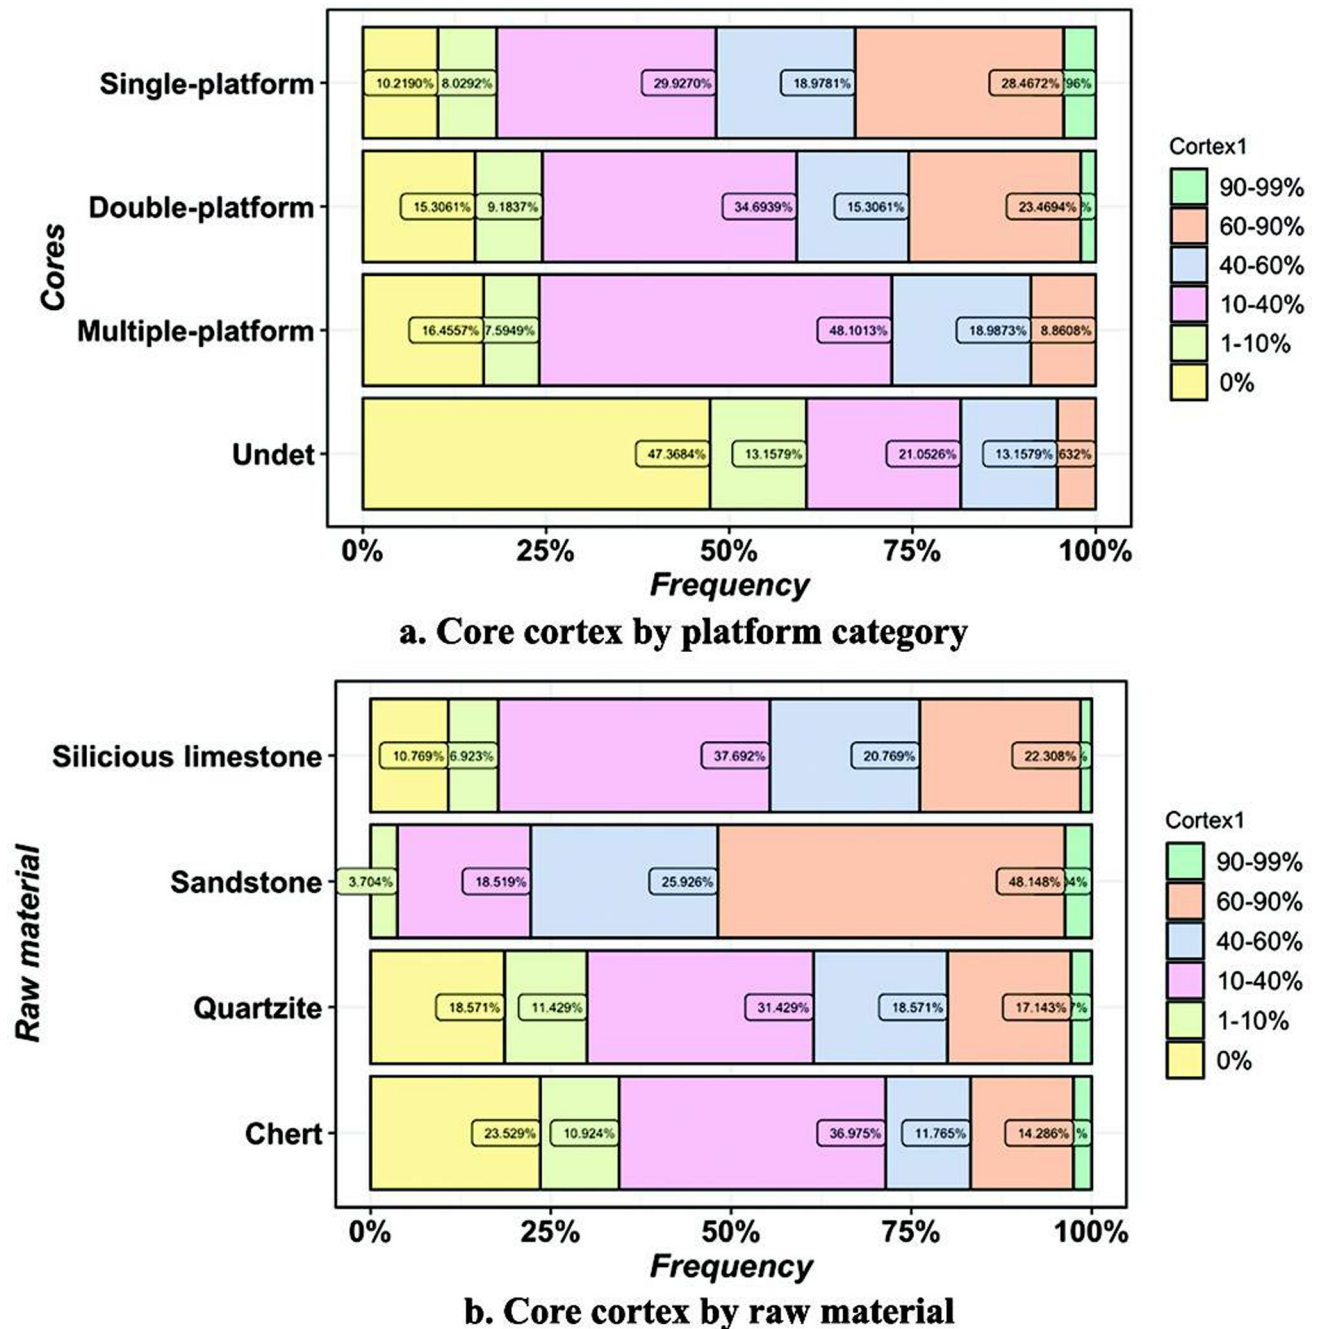 Single-platform
10.2190% 8.0292% 29.9270% 18.9781% 28.4672% 96%
Double-platform
15.3061% 9.1837% 34.6939% 15.3061% 23.4694% %
Multiple-platform
16.4557% 7.5949% 48.1013% 18.9873% 8.8608%
Undet
47.3684% 13.1579% 21.0526% 13.1579% 632%
Cores
0% 25% 50% 75% 100%
Frequency
Cortex1
90-99%
60-90%
40-60%
10-40%
1-10%
0%
a. Core cortex by platform category
Silicious limestone
10.769% 6.923% 37.692% 20.769% 22.308% %
Sandstone
3.704% 18.519% 25.926% 48.148% 4%
Quartzite
18.571% 11.429% 31.429% 18.571% 17.143% %
Chert
23.529% 10.924% 36.975% 11.765% 14.286% %
Raw material
0% 25% 50% 75% 100%
Frequency
Cortex1
90-99%
60-90%
40-60%
10-40%
1-10%
0%
b. Core cortex by raw material